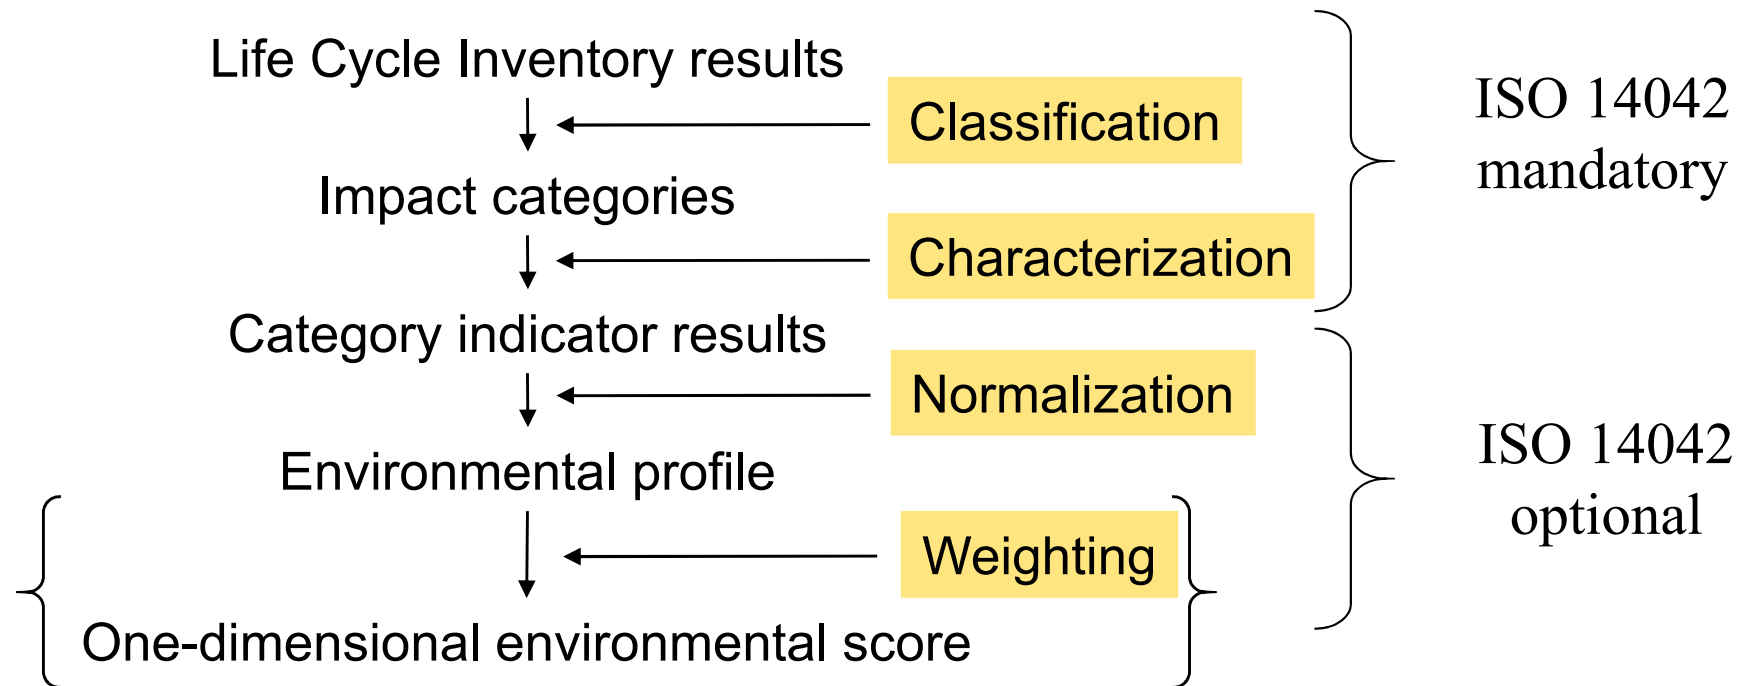 Life Cycle Inventory results
Classification
ISO 14042
mandatory
Impact categories
Characterization
Category indicator results
Normalization
ISO 14042
optional
Environmental profile
Weighting
One-dimensional environmental score